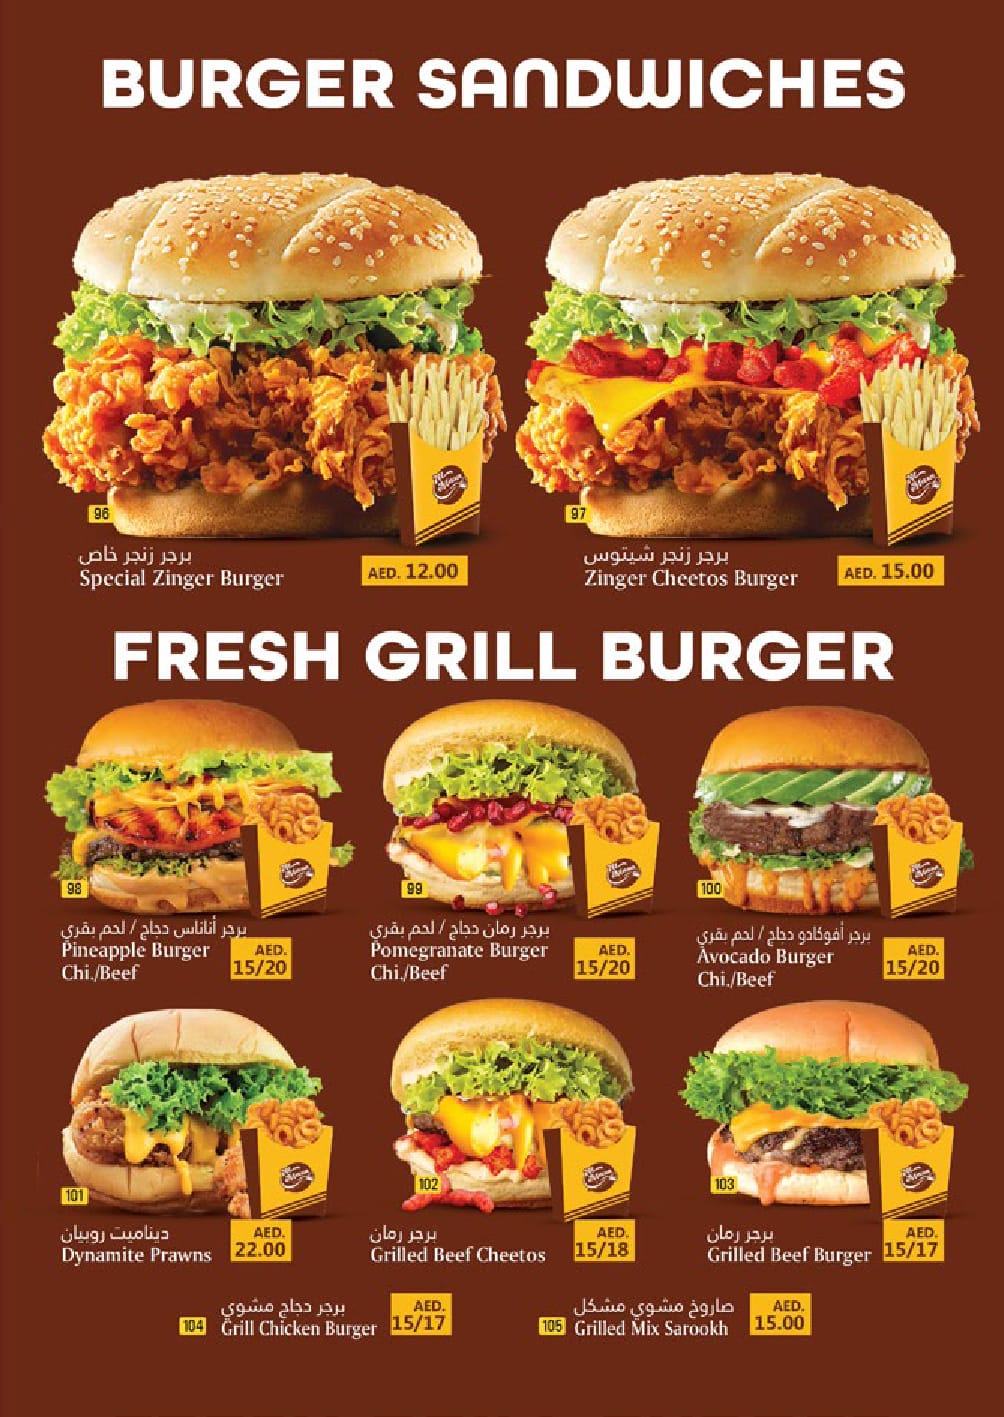 BURGER SANDWICHES
96
برجر زنجر خاص
Special Zinger Burger
AED. 12.00
97
برجر زنجر شيتوس
Zinger Cheetos Burger
AED. 15.00
FRESH GRILL BURGER
98
برجر أناناس دجاج / لحم بقري
Pineapple Burger
Chi./Beef
AED.
15/20
99
برجر رمان دجاج / لحم بقري
Pomegranate Burger
Chi./Beef
AED.
15/20
100
برجر أفوكادو دجاج / لحم بقري
Avocado Burger
Chi./Beef
AED.
15/20
101
ديناميت روبيان
Dynamite Prawns
AED.
22.00
102
برجر رمان
Grilled Beef Cheetos
AED.
15/18
103
برجر رمان
Grilled Beef Burger
AED.
15/17
104
برجر دجاج مشوي
Grill Chicken Burger
AED.
15/17
105
صاروخ مشوي مشكل
Grilled Mix Sarookh
AED.
15.00